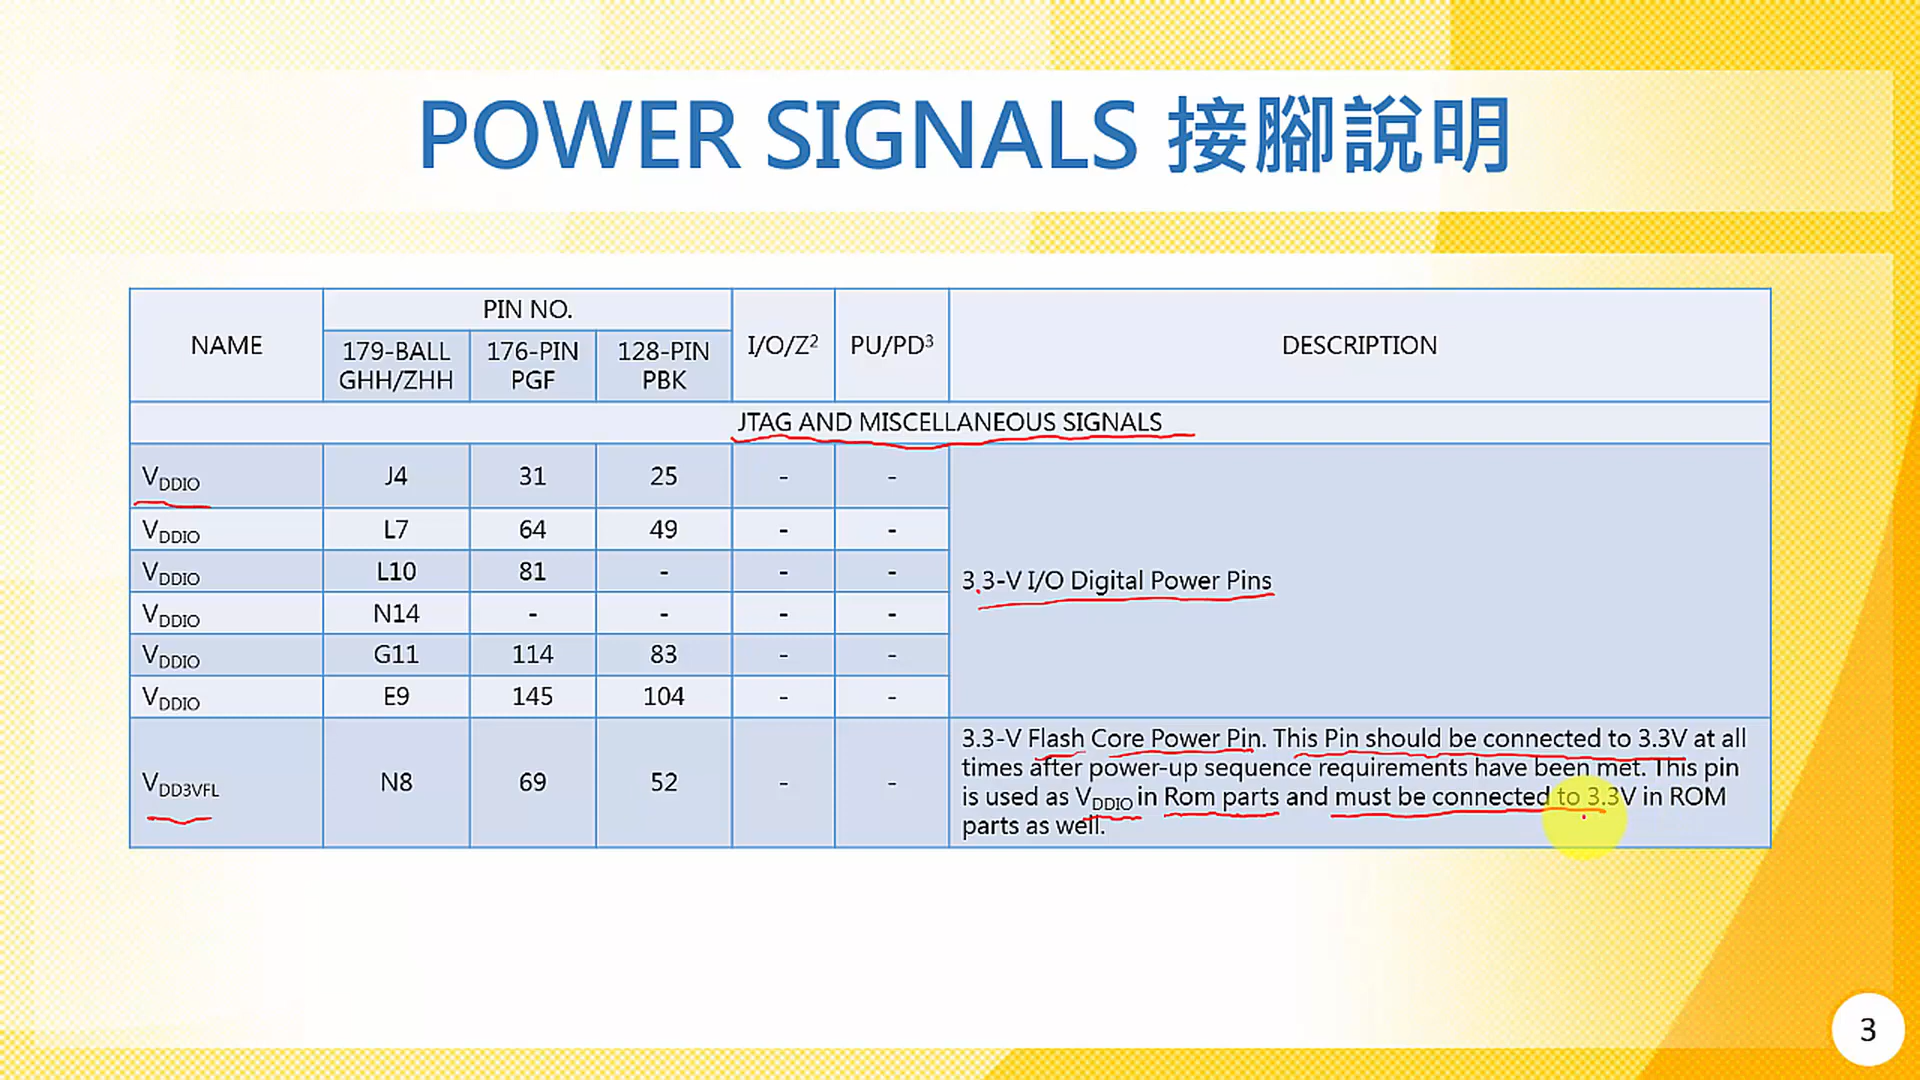 POWER SIGNALS 接腳說明
NAME PIN NO. I/O/Z2 PU/PD3 DESCRIPTION
179-BALL GHH/ZHH 176-PIN PGF 128-PIN PBK
JTAG AND MISCELLANEOUS SIGNALS
VDDIO J4 31 25 - -
VDDIO L7 64 49 - -
VDDIO L10 81 - - -
3.3-V I/O Digital Power Pins
VDDIO N14 - - - -
VDDIO G11 114 83 - -
VDDIO E9 145 104 - -
VDD3VFL N8 69 52 - -
3.3-V Flash Core Power Pin. This Pin should be connected to 3.3V at all
times after power-up sequence requirements have been met. This pin
is used as VDDIO in Rom parts and must be connected to 3.3V in ROM
parts as well.
3